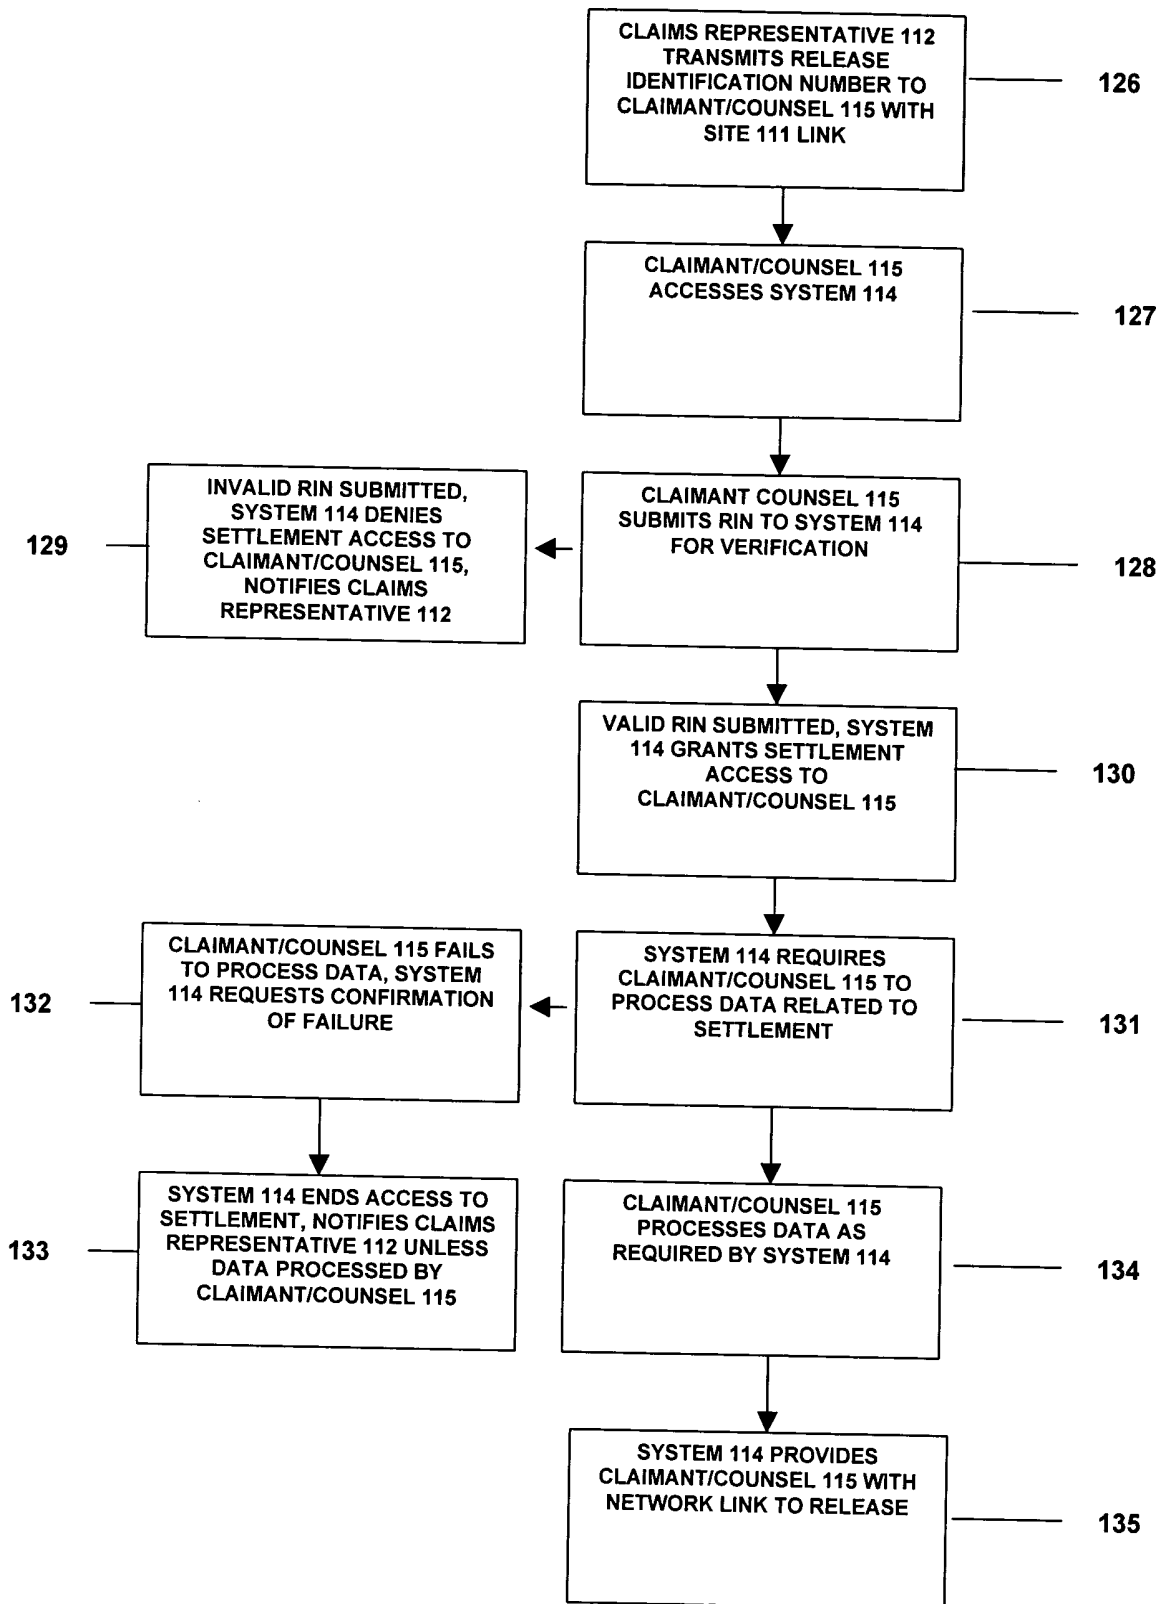 CLAIMS REPRESENTATIVE 112
TRANSMITS RELEASE
IDENTIFICATION NUMBER TO
CLAIMANT/COUNSEL 115 WITH
SITE 111 LINK
126
CLAIMANT/COUNSEL 115
ACCESSES SYSTEM 114
127
INVALID RIN SUBMITTED,
SYSTEM 114 DENIES
SETTLEMENT ACCESS TO
CLAIMANT/COUNSEL 115,
NOTIFIES CLAIMS
REPRESENTATIVE 112
129
CLAIMANT COUNSEL 115
SUBMITS RIN TO SYSTEM 114
FOR VERIFICATION
128
VALID RIN SUBMITTED, SYSTEM
114 GRANTS SETTLEMENT
ACCESS TO
CLAIMANT/COUNSEL 115
130
CLAIMANT/COUNSEL 115 FAILS
TO PROCESS DATA, SYSTEM
114 REQUESTS CONFIRMATION
OF FAILURE
132
SYSTEM 114 REQUIRES
CLAIMANT/COUNSEL 115 TO
PROCESS DATA RELATED TO
SETTLEMENT
131
SYSTEM 114 ENDS ACCESS TO
SETTLEMENT, NOTIFIES CLAIMS
REPRESENTATIVE 112 UNLESS
DATA PROCESSED BY
CLAIMANT/COUNSEL 115
133
CLAIMANT/COUNSEL 115
PROCESSES DATA AS
REQUIRED BY SYSTEM 114
134
SYSTEM 114 PROVIDES
CLAIMANT/COUNSEL 115 WITH
NETWORK LINK TO RELEASE
135